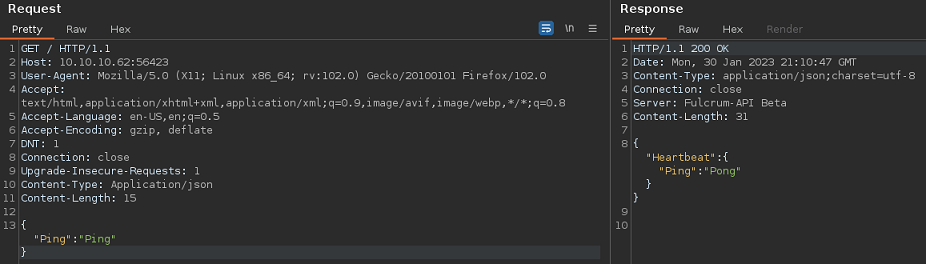 Request
Pretty Raw Hex \n
1 GET / HTTP/1.1
2 Host: 10.10.10.62:56423
3 User-Agent: Mozilla/5.0 (X11; Linux x86_64; rv:102.0) Gecko/20100101 Firefox/102.0
4 Accept:
text/html,application/xhtml+xml,application/xml;q=0.9,image/avif,image/webp,*/*;q=0.8
5 Accept-Language: en-US,en;q=0.5
6 Accept-Encoding: gzip, deflate
7 DNT: 1
8 Connection: close
9 Upgrade-Insecure-Requests: 1
10 Content-Type: Application/json
11 Content-Length: 15
12
13 {
"Ping":"Ping"
}
Response
Pretty Raw Hex Render
1 HTTP/1.1 200 OK
2 Date: Mon, 30 Jan 2023 21:10:47 GMT
3 Content-Type: application/json;charset=utf-8
4 Connection: close
5 Server: Fulcrum-API Beta
6 Content-Length: 31
7
8 {
"Heartbeat":{
"Ping":"Pong"
}
}
9
10